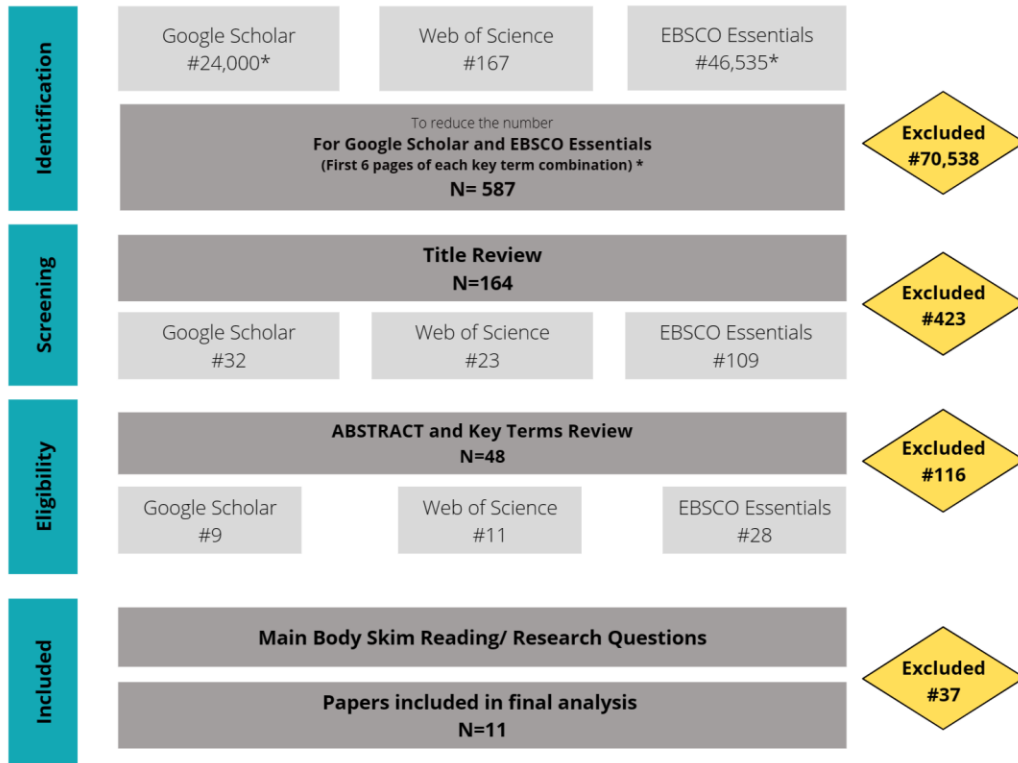 Identification
Google Scholar
#24,000*
Web of Science
#167
EBSCO Essentials
#46,535*
To reduce the number
For Google Scholar and EBSCO Essentials
(First 6 pages of each key term combination) *
N= 587
Excluded
#70,538
Screening
Title Review
N=164
Google Scholar
#32
Web of Science
#23
EBSCO Essentials
#109
Excluded
#423
Eligibility
ABSTRACT and Key Terms Review
N=48
Google Scholar
#9
Web of Science
#11
EBSCO Essentials
#28
Excluded
#116
Included
Main Body Skim Reading/ Research Questions
Papers included in final analysis
N=11
Excluded
#37